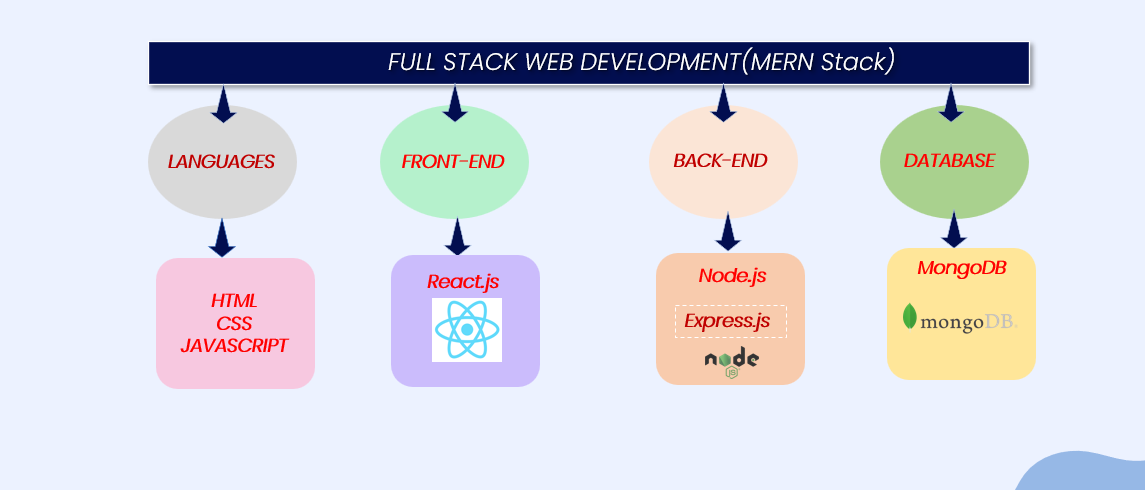 FULL STACK WEB DEVELOPMENT(MERN Stack)
LANGUAGES
FRONT-END
BACK-END
DATABASE
HTML
CSS
JAVASCRIPT
React.js
Node.js
Express.js
node
JS
MongoDB
mongoDB.